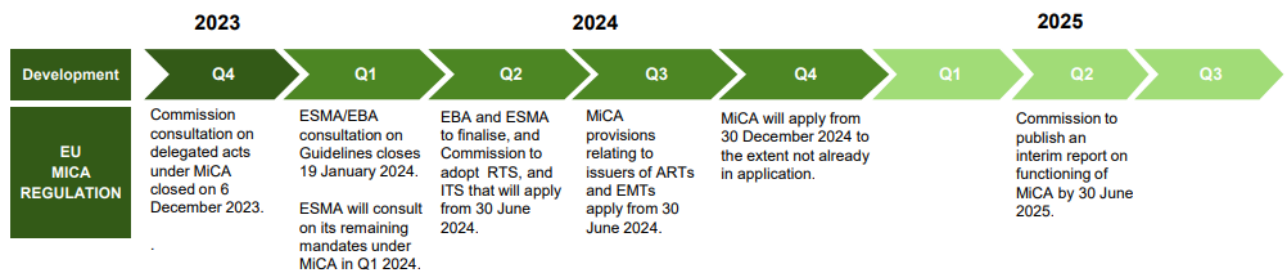 2023
2024
2025
Development
Q4
Q1
Q2
Q3
Q4
Q1
Q2
Q3
EU
MICA
REGULATION
Commission
consultation on
delegated acts
under MiCA
closed on 6
December 2023.
.
ESMA/EBA
consultation on
Guidelines closes
19 January 2024.
ESMA will consult
on its remaining
mandates under
MiCA in Q1 2024.
EBA and ESMA
to finalise, and
Commission to
adopt RTS, and
ITS that will apply
from 30 June
2024.
MiCA
provisions
relating to
issuers of ARTs
and EMTs
apply from 30
June 2024.
MiCA will apply from
30 December 2024 to
the extent not already
in application.
Commission to
publish an
interim report on
functioning of
MiCA by 30 June
2025.